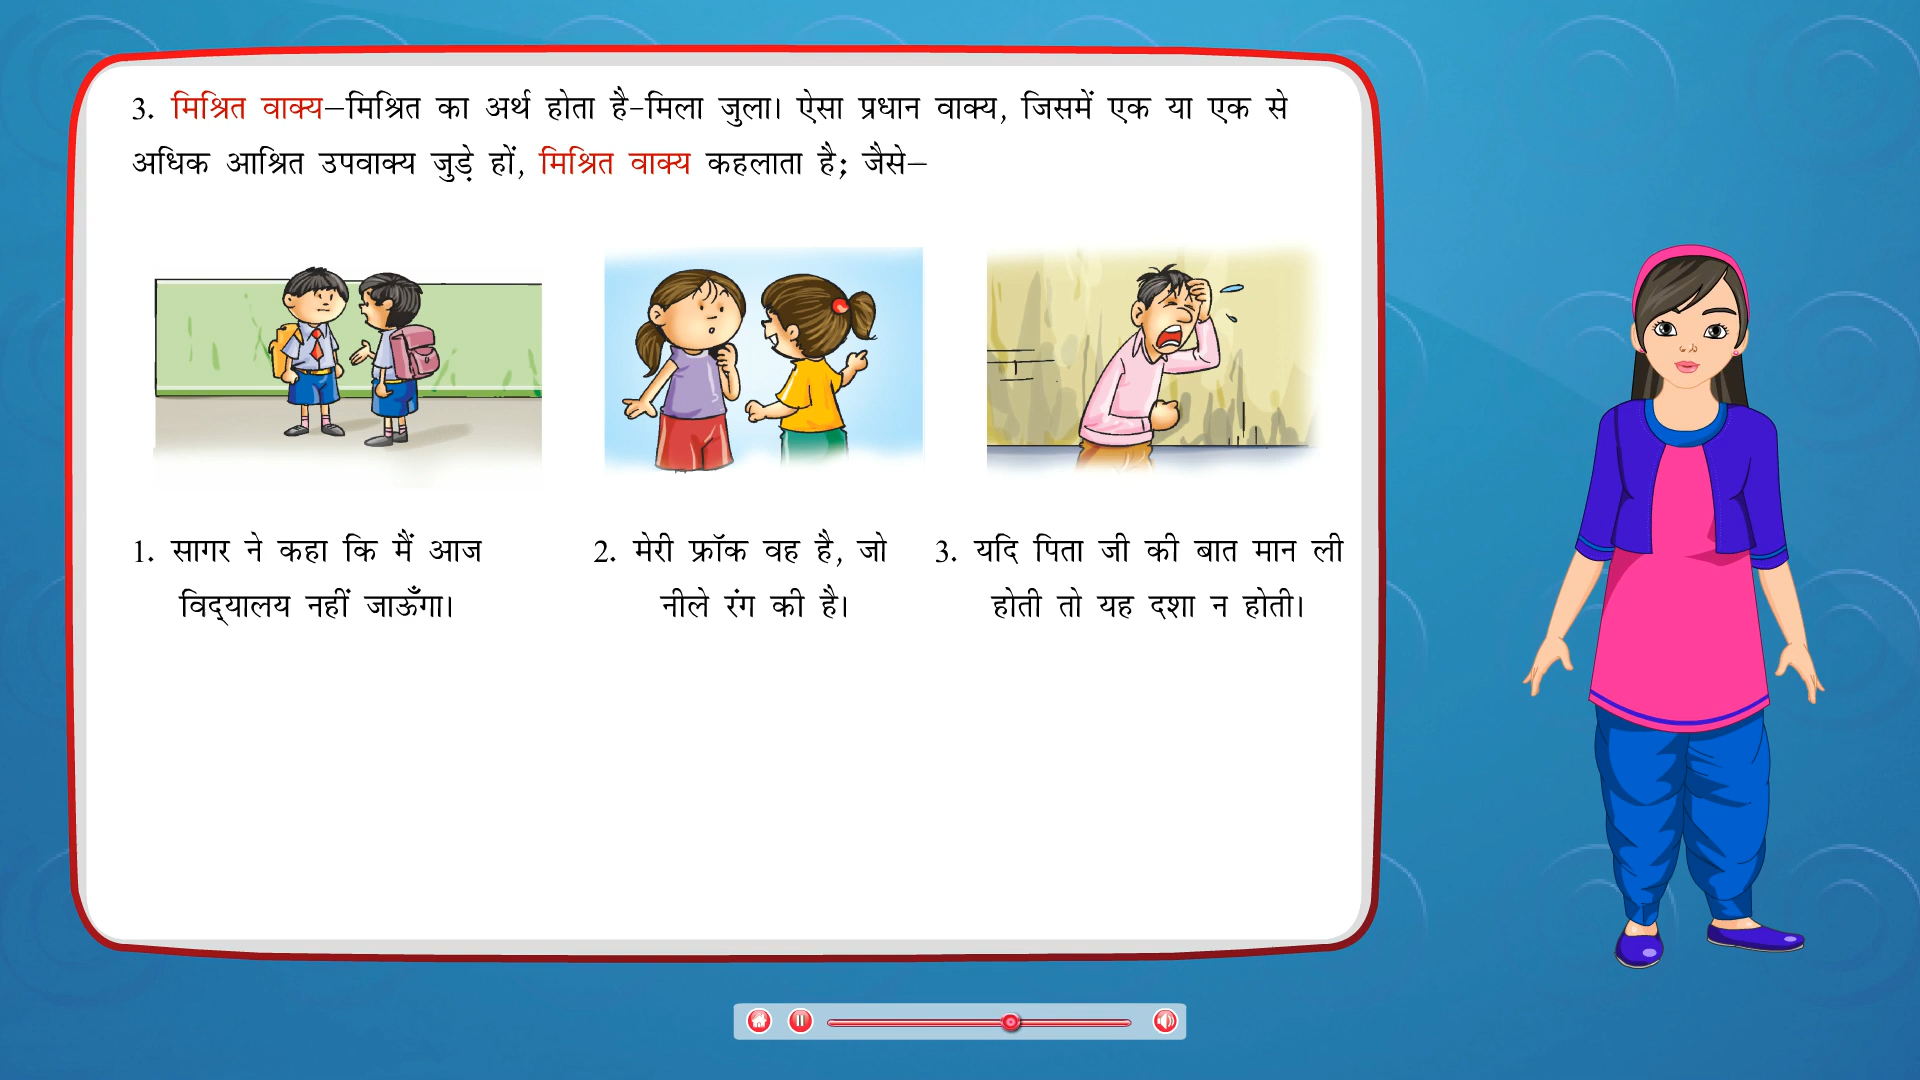 3. मिश्रित वाक्य–मिश्रित का अर्थ होता है-मिला जुला। ऐसा प्रधान वाक्य, जिसमें एक या एक से
अधिक आश्रित उपवाक्य जुड़े हों, मिश्रित वाक्य कहलाता है; जैसे–
1. सागर ने कहा कि मैं आज
विद्‌यालय नहीं जाऊँगा।
2. मेरी फ्रॉक वह है, जो
नीले रंग की है।
3. यदि पिता जी की बात मान ली
होती तो यह दशा न होती।